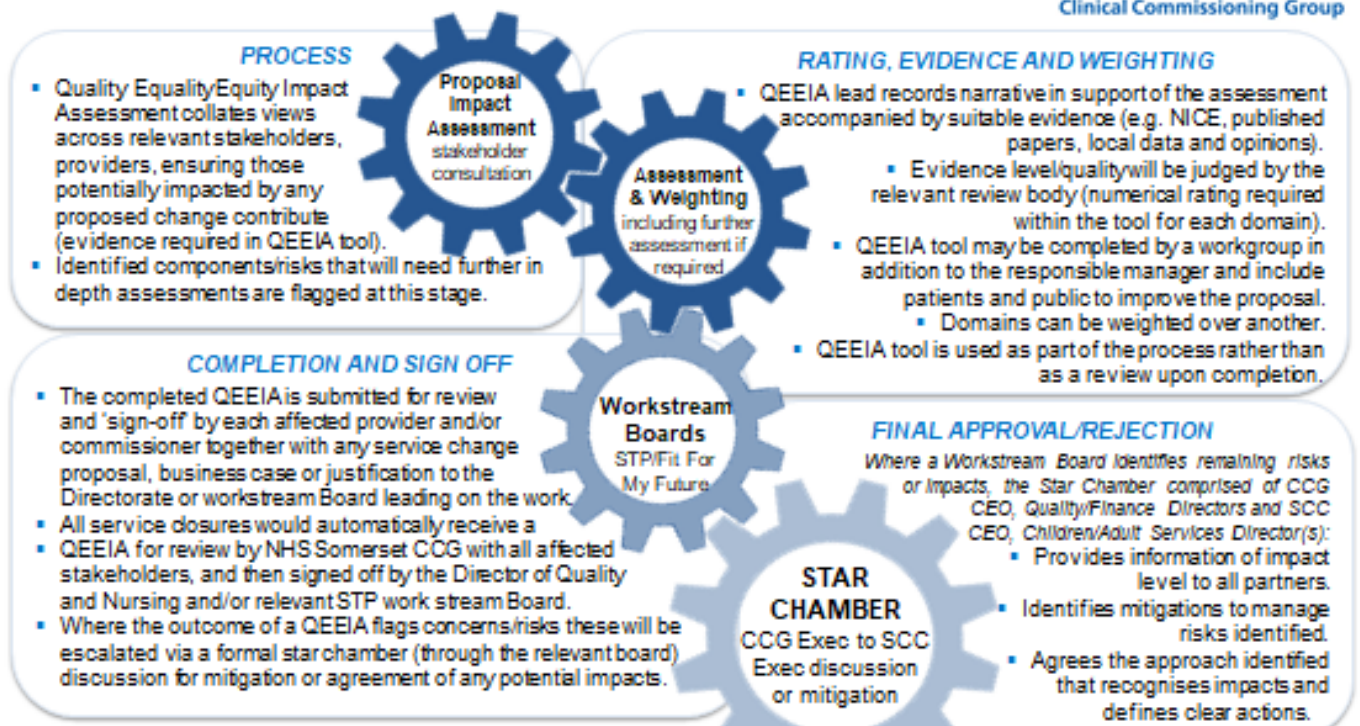 Clinical Commissioning Group
PROCESS
▪ Quality EqualityEquity Impact
Assessment collates views
across relevant stakeholders,
providers, ensuring those
potentially impacted by any
proposed change contribute
(evidence required in QEEIA tool).
▪ Identified components/risks that will need further in
depth assessments are flagged at this stage.
Proposal
Impact
Assessment
stakeholder
consultation
RATING, EVIDENCE AND WEIGHTING
▪ QEEIA lead records narrative in support of the assessment
accompanied by suitable evidence (e.g. NICE, published
papers, local data and opinions).
▪ Evidence level/quality will be judged by the
relevant review body (numerical rating required
within the tool for each domain).
▪ QEEIA tool may be completed by a workgroup in
addition to the responsible manager and include
patients and public to improve the proposal.
▪ Domains can be weighted over another.
▪ QEEIA tool is used as part of the process rather than
as a review upon completion.
Assessment
& Weighting
including further
assessment if
required
COMPLETION AND SIGN OFF
▪ The completed QEEIA is submitted for review
and 'sign-off' by each affected provider and/or
commissioner together with any service change
proposal, business case or justification to the
Directorate or workstream Board leading on the work.
▪ All service closures would automatically receive a
▪ QEEIA for review by NHS Somerset CCG with all affected
stakeholders, and then signed off by the Director of Quality
and Nursing and/or relevant STP work stream Board.
▪ Where the outcome of a QEEIA flags concerns/risks these will be
escalated via a formal star chamber (through the relevant board)
discussion for mitigation or agreement of any potential impacts.
Workstream
Boards
STP/Fit For
My Future
FINAL APPROVAL/REJECTION
Where a Workstream Board identifies remaining risks
or impacts, the Star Chamber comprised of CCG
CEO, Quality/Finance Directors and SCC
CEO, Children/Adult Services Director(s):
▪ Provides information of impact
level to all partners.
▪ Identifies mitigations to manage
risks identified.
▪ Agrees the approach identified
that recognises impacts and
defines clear actions.
STAR
CHAMBER
CCG Exec to SCC
Exec discussion
or mitigation